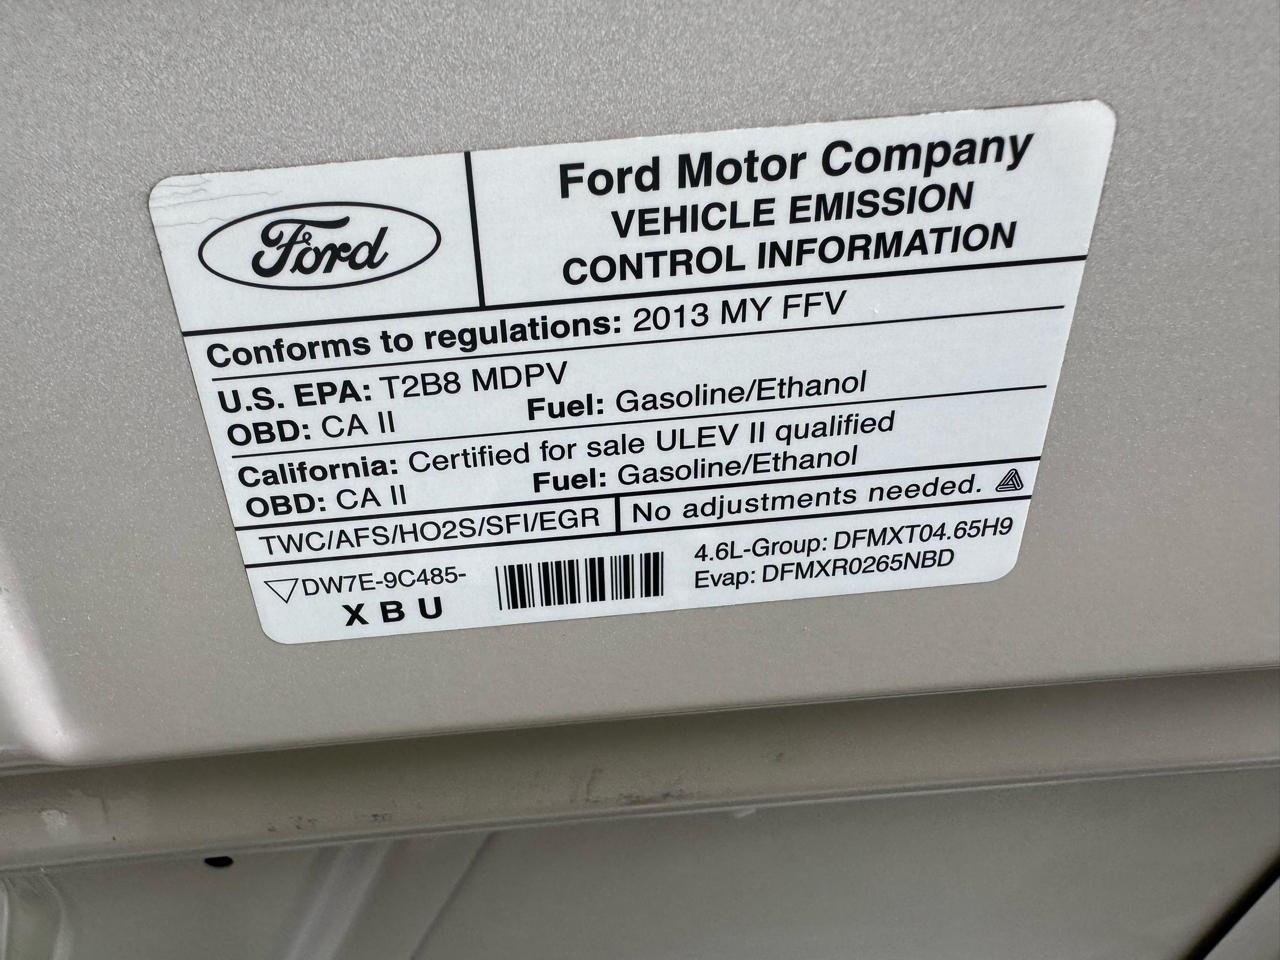 Ford
Ford Motor Company
VEHICLE EMISSION
CONTROL INFORMATION
Conforms to regulations: 2013 MY FFV
U.S. EPA: T2B8 MDPV
OBD: CA II Fuel: Gasoline/Ethanol
California: Certified for sale ULEV II qualified
OBD: CA II Fuel: Gasoline/Ethanol
TWC/AFS/HO2S/SFI/EGR
No adjustments needed.
DW7E-9C485-
X B U
4.6L-Group: DFMXT04.65H9
Evap: DFMXR0265NBD